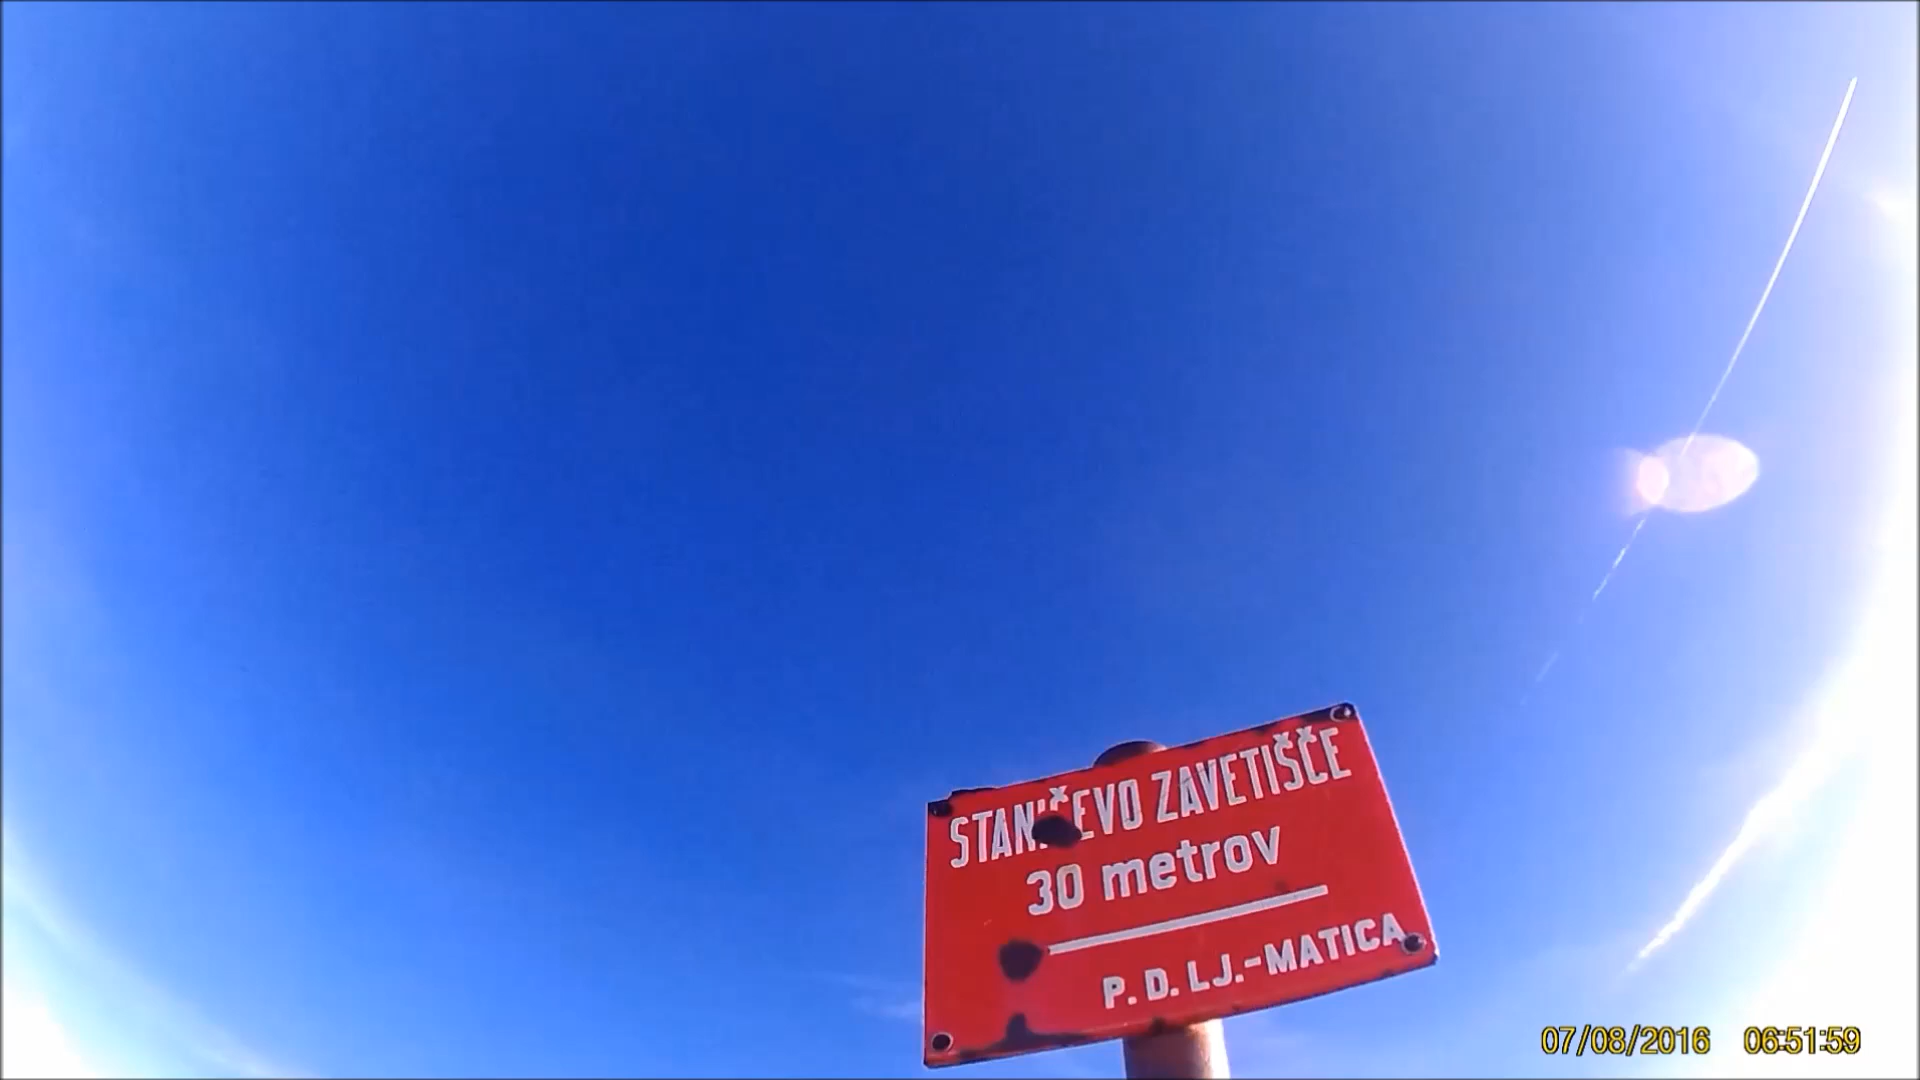 STANIČEVO ZAVETIŠČE
30 metrov
P. D. LJ.-MATICA
07/08/2016 06:51:59